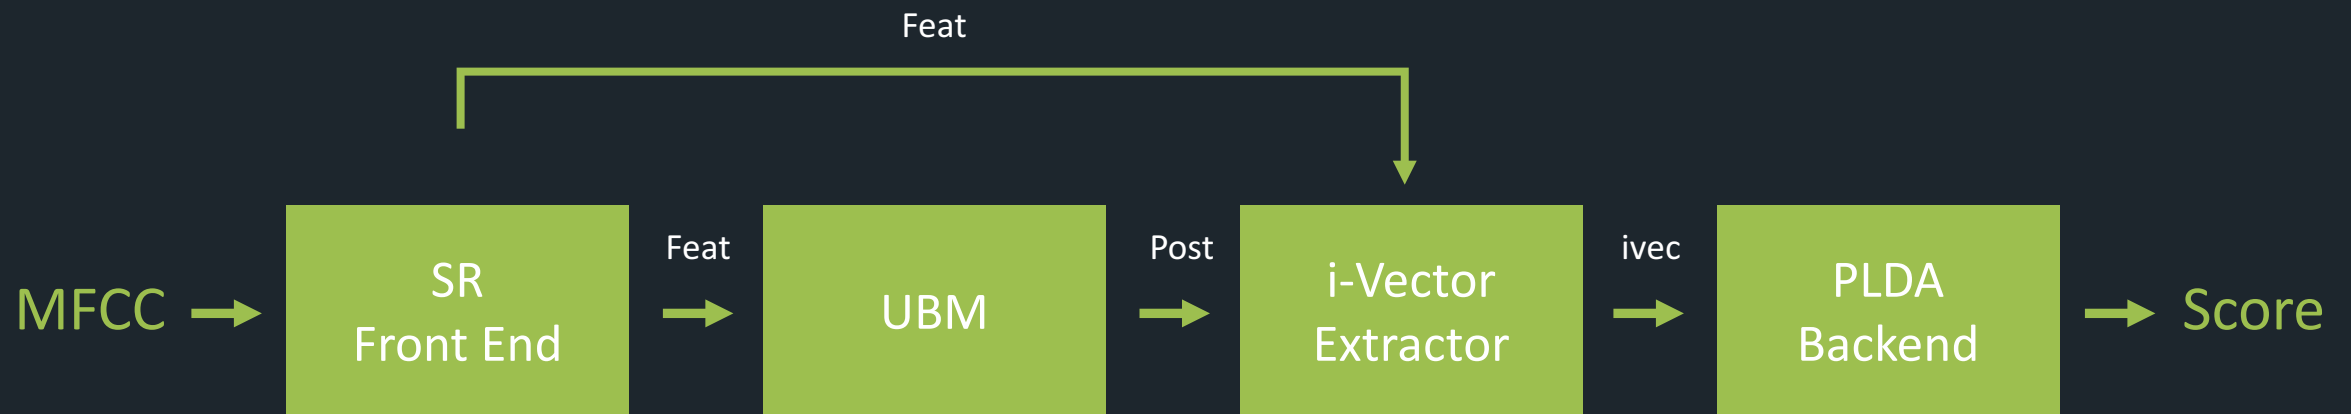 Feat
MFCC
SR
Front End
Feat
UBM
Post
i-Vector
Extractor
ivec
PLDA
Backend
Score